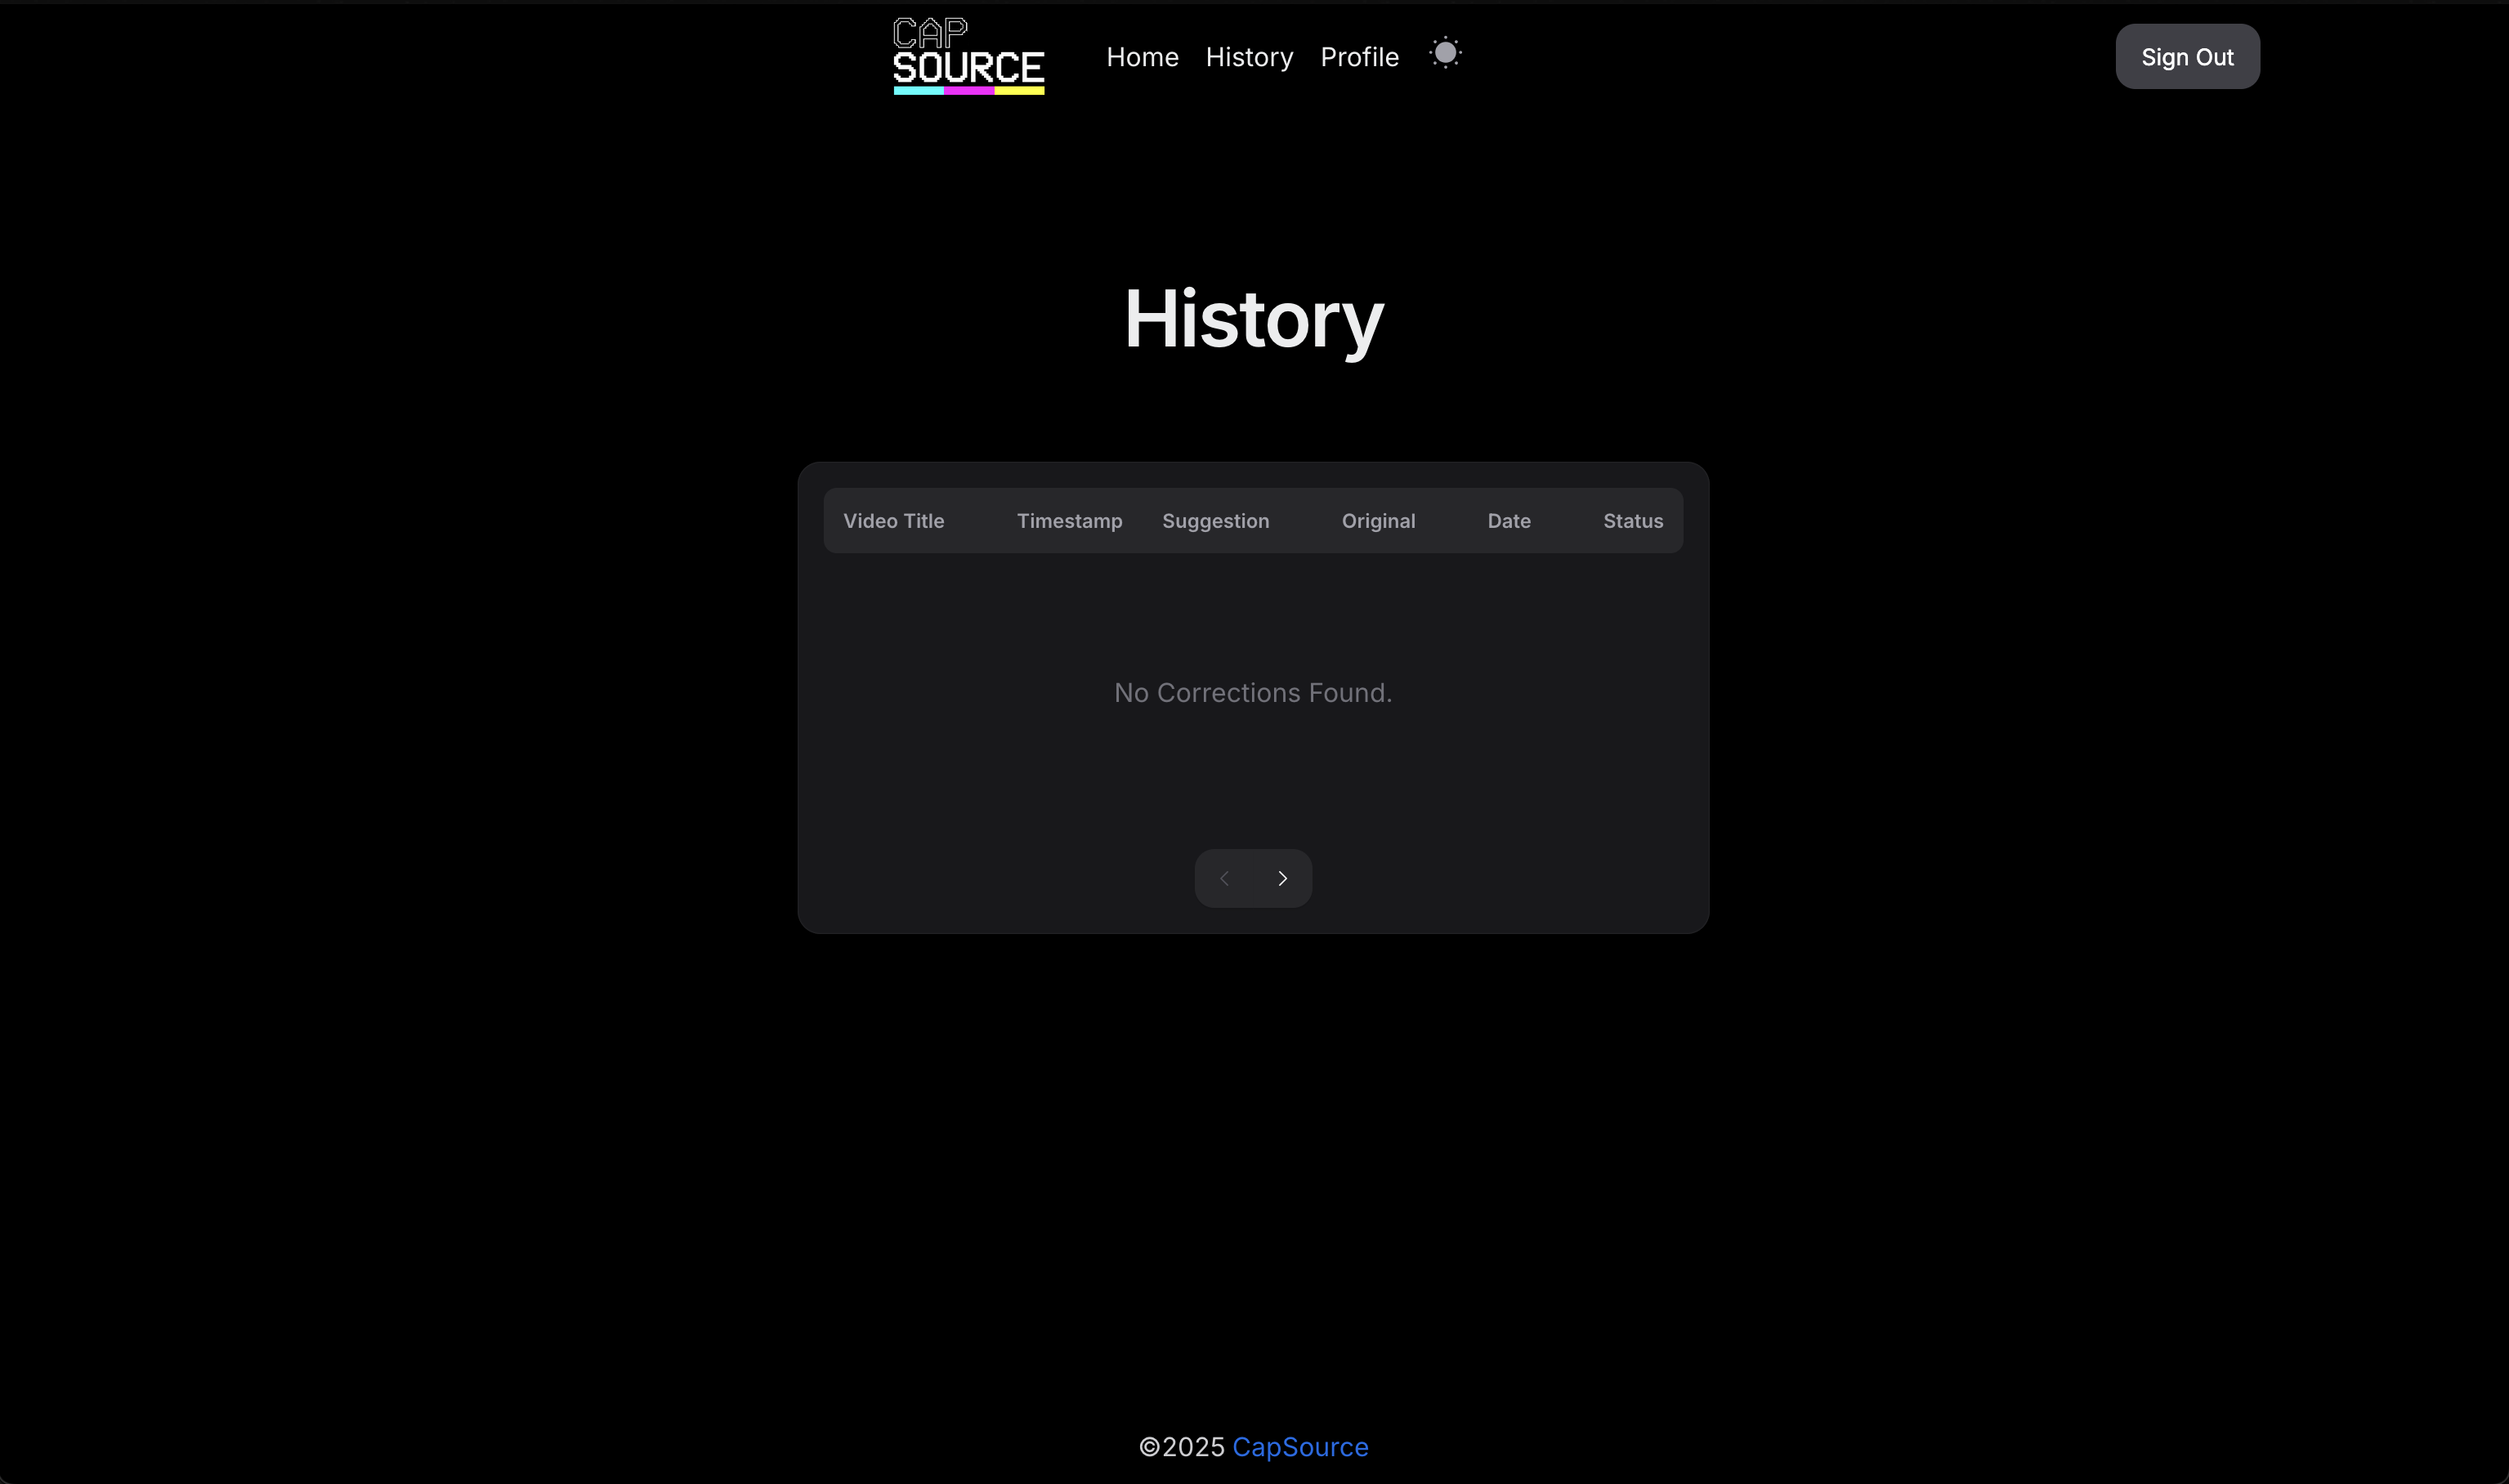 CAP
SOURCE
Home History Profile
Sign Out
History
Video Title Timestamp Suggestion Original Date Status
No Corrections Found.
©2025 CapSource